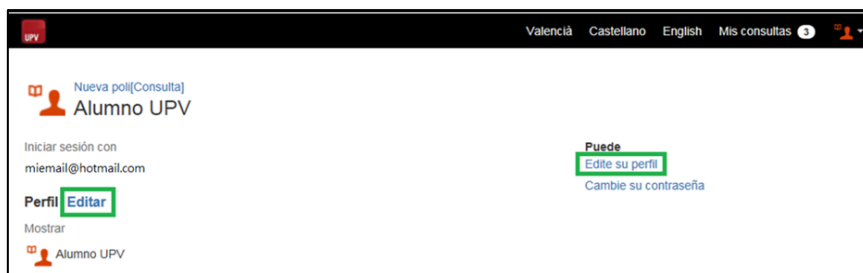 UPV Valencià Castellano English Mis consultas 3
Nueva poli[Consulta]
Alumno UPV
Iniciar sesión con
miemail@hotmail.com
Perfil Editar
Mostrar
Alumno UPV
Puede
Edite su perfil
Cambie su contraseña